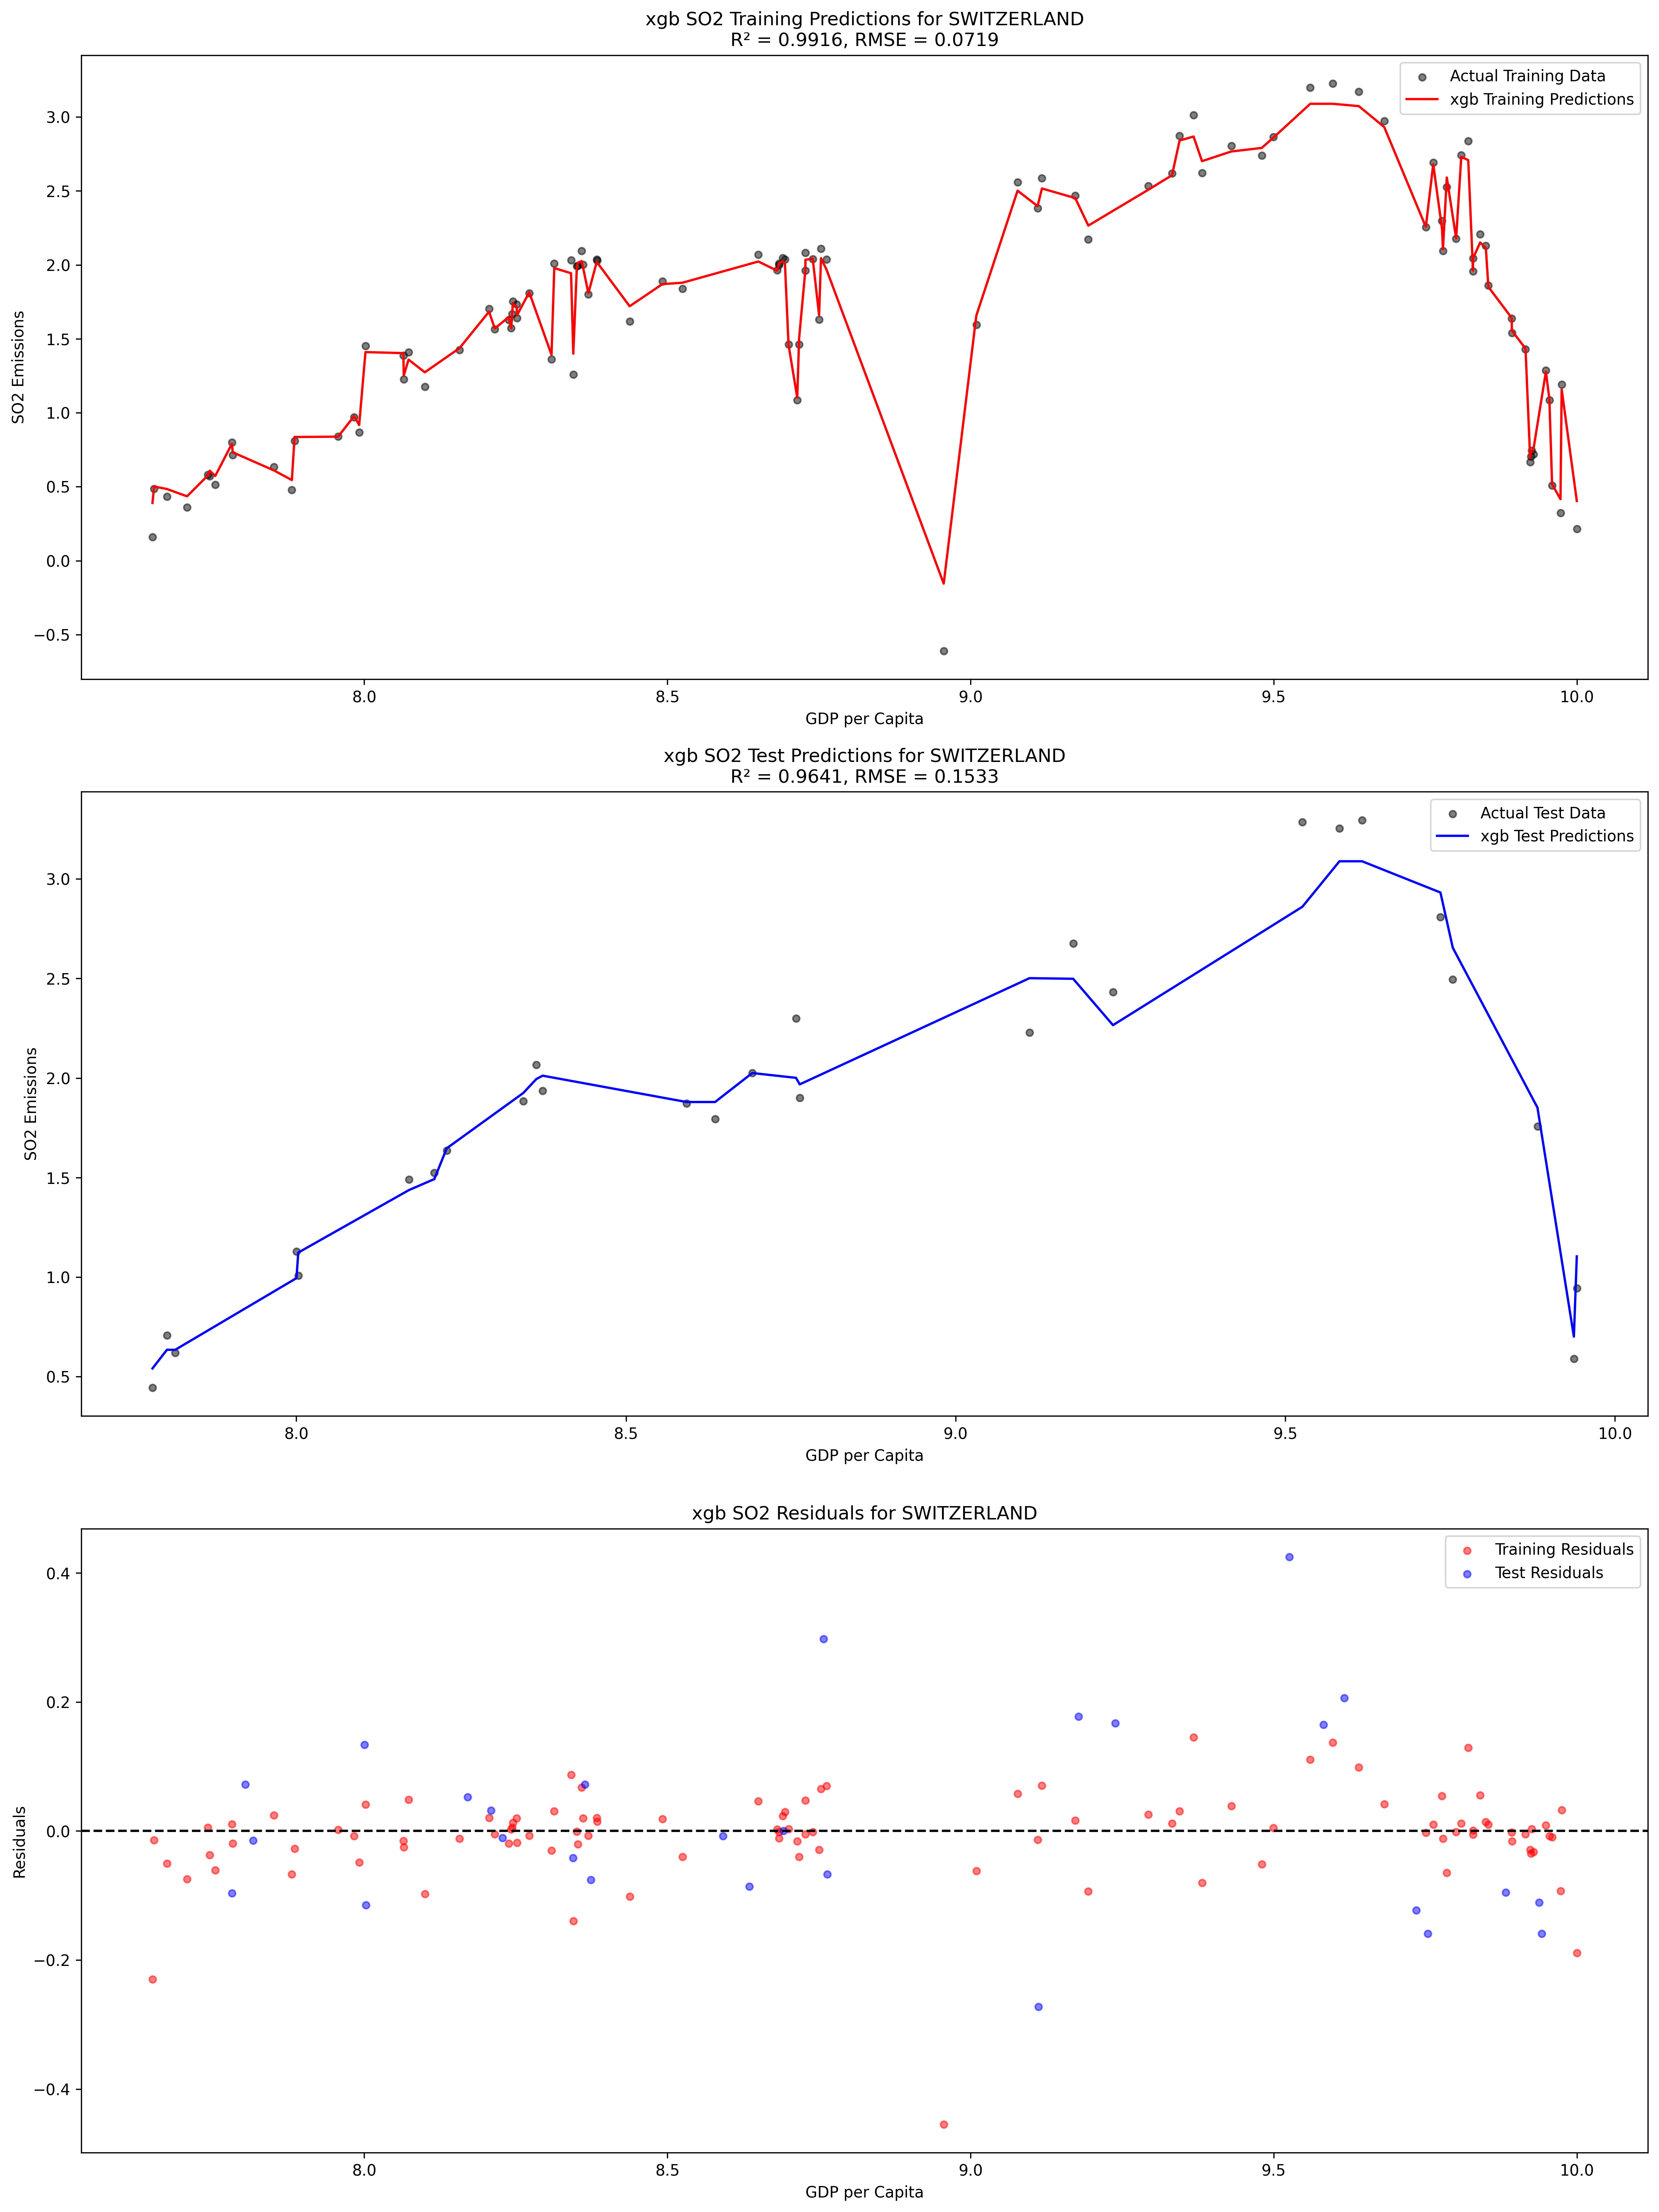 xgb SO2 Training Predictions for SWITZERLAND
R² = 0.9916, RMSE = 0.0719
Actual Training Data
xgb Training Predictions
3.0
2.5
2.0
1.5
1.0
0.5
0.0
−0.5
SO2 Emissions
8.0 8.5 9.0 9.5 10.0
GDP per Capita
xgb SO2 Test Predictions for SWITZERLAND
R² = 0.9641, RMSE = 0.1533
Actual Test Data
xgb Test Predictions
3.0
2.5
2.0
1.5
1.0
0.5
SO2 Emissions
8.0 8.5 9.0 9.5 10.0
GDP per Capita
xgb SO2 Residuals for SWITZERLAND
Training Residuals
Test Residuals
0.4
0.2
0.0
−0.2
−0.4
Residuals
8.0 8.5 9.0 9.5 10.0
GDP per Capita